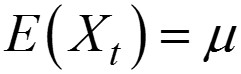 E(X_t) = μ